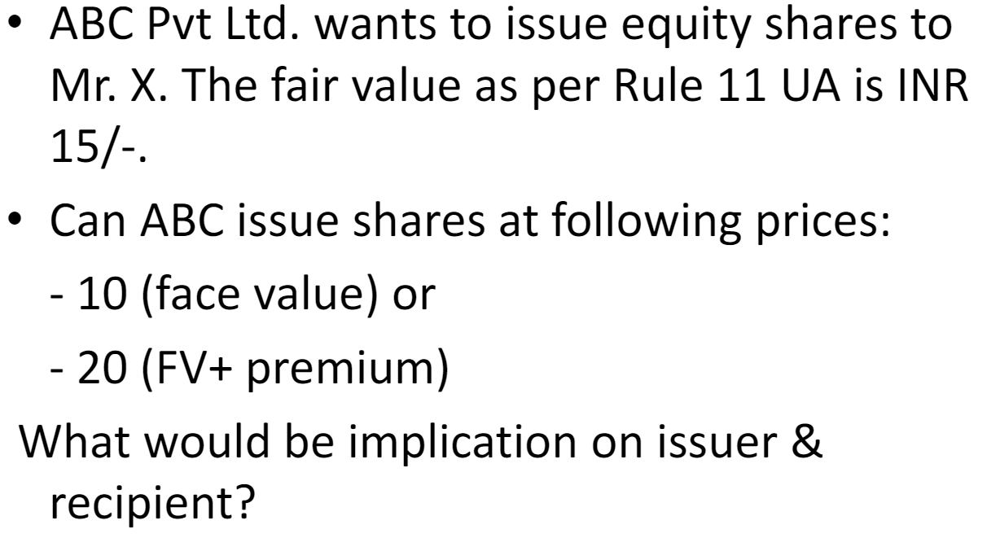 • ABC Pvt Ltd. wants to issue equity shares to
Mr. X. The fair value as per Rule 11 UA is INR
15/-.
• Can ABC issue shares at following prices:
- 10 (face value) or
- 20 (FV+ premium)
What would be implication on issuer &
recipient?